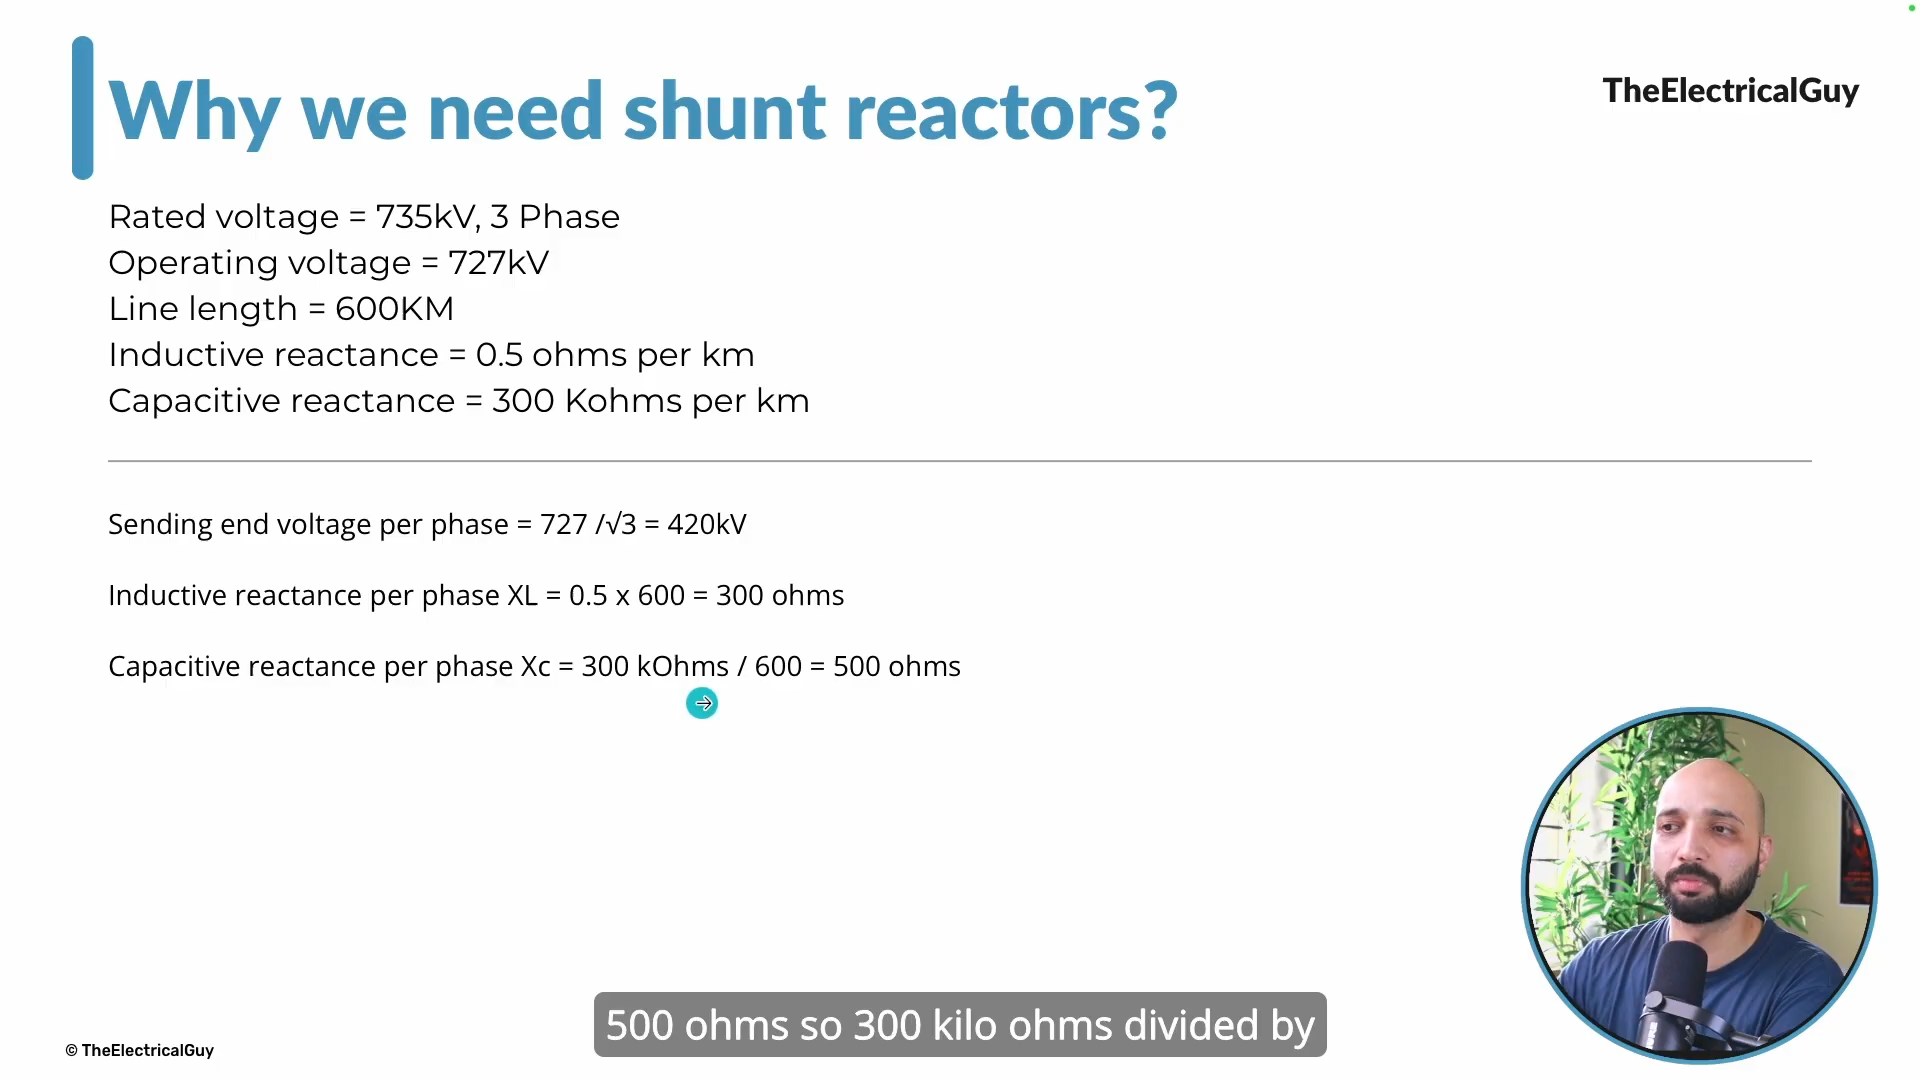 Why we need shunt reactors?
TheElectricalGuy
Rated voltage = 735kV, 3 Phase
Operating voltage = 727kV
Line length = 600KM
Inductive reactance = 0.5 ohms per km
Capacitive reactance = 300 Kohms per km
Sending end voltage per phase = 727 /√3 = 420kV
Inductive reactance per phase XL = 0.5 x 600 = 300 ohms
Capacitive reactance per phase Xc = 300 kOhms / 600 = 500 ohms
500 ohms so 300 kilo ohms divided by
© TheElectricalGuy